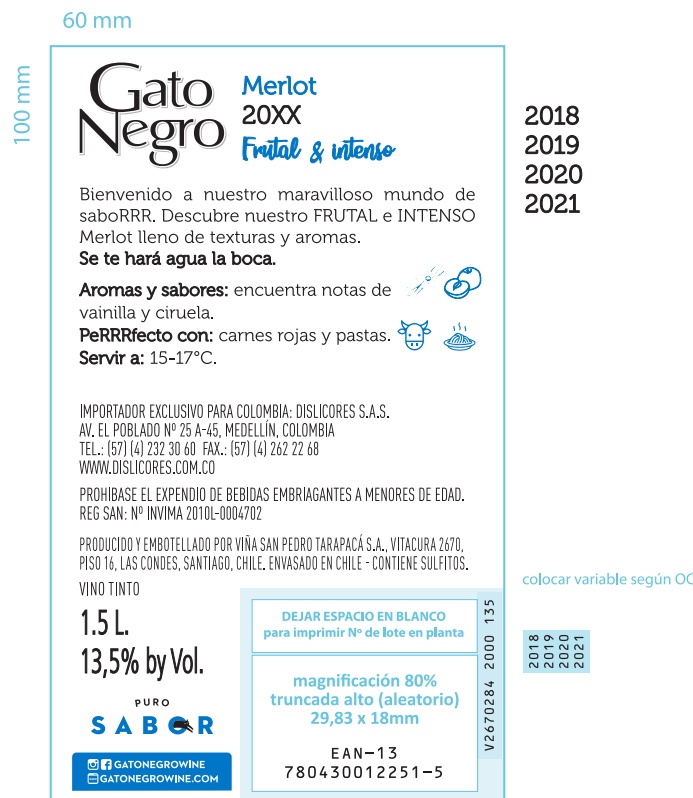 60 mm
100 mm
Gato
Negro
Merlot
20XX
Frutal & intenso
2018
2019
2020
2021
Bienvenido a nuestro maravilloso mundo de
saboRRR. Descubre nuestro FRUTAL e INTENSO
Merlot lleno de texturas y aromas.
Se te hará agua la boca.
Aromas y sabores: encuentra notas de
vainilla y ciruela.
PeRRRfecto con: carnes rojas y pastas.
Servir a: 15-17°C.
IMPORTADOR EXCLUSIVO PARA COLOMBIA: DISLICORES S.A.S.
AV. EL POBLADO Nº 25 A-45, MEDELLÍN, COLOMBIA
TEL.: (57) (4) 232 30 60 FAX.: (57) (4) 262 22 68
WWW.DISLICORES.COM.CO
PROHIBASE EL EXPENDIO DE BEBIDAS EMBRIAGANTES A MENORES DE EDAD.
REG SAN: Nº INVIMA 2010L-0004702
PRODUCIDO Y EMBOTELLADO POR VIÑA SAN PEDRO TARAPACÁ S.A., VITACURA 2670,
PISO 16, LAS CONDES, SANTIAGO, CHILE. ENVASADO EN CHILE - CONTIENE SULFITOS.
VINO TINTO
1.5 L.
13,5% by Vol.
PURO
SABOR
GATONEGROWINE
GATONEGROWINE.COM
DEJAR ESPACIO EN BLANCO
para imprimir Nº de lote en planta
magnificación 80%
truncada alto (aleatorio)
29,83 x 18mm
EAN-13
780430012251-5
V2670284 2000 135
colocar variable según OC
2018
2019
2020
2021